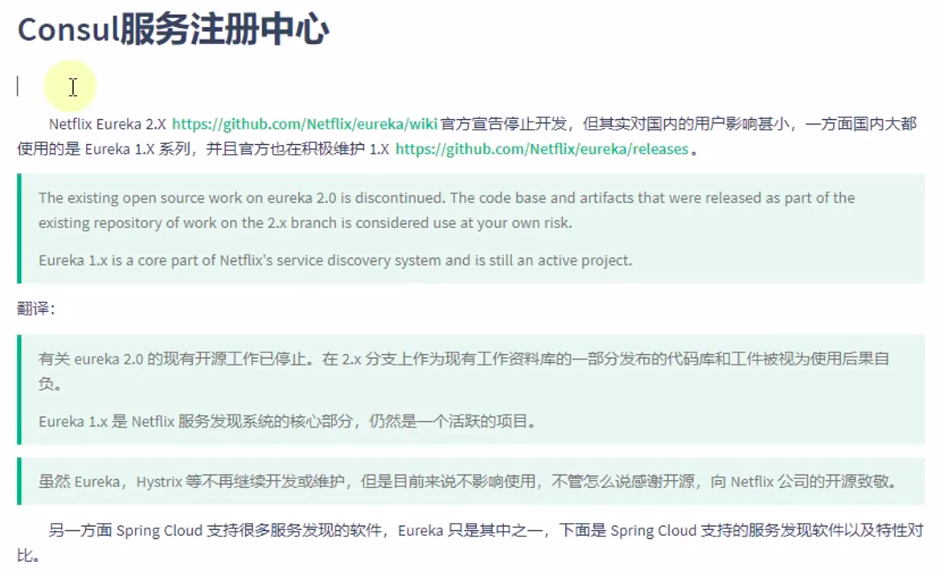 Consul服务注册中心
Netflix Eureka 2.X https://github.com/Netflix/eureka/wiki 官方宣告停止开发，但其实对国内的用户影响甚小，一方面国内大都
使用的是 Eureka 1.X 系列，并且官方也在积极维护 1.X https://github.com/Netflix/eureka/releases 。
The existing open source work on eureka 2.0 is discontinued. The code base and artifacts that were released as part of the
existing repository of work on the 2.x branch is considered use at your own risk.
Eureka 1.x is a core part of Netflix's service discovery system and is still an active project.
翻译：
有关 eureka 2.0 的现有开源工作已停止。在 2.x 分支上作为现有工作资料库的一部分发布的代码库和工件被视为使用后果自
负。
Eureka 1.x 是 Netflix 服务发现系统的核心部分，仍然是一个活跃的项目。
虽然 Eureka，Hystrix 等不再继续开发或维护，但是目前来说不影响使用，不管怎么说感谢开源，向 Netflix 公司的开源致敬。
另一方面 Spring Cloud 支持很多服务发现的软件，Eureka 只是其中之一，下面是 Spring Cloud 支持的服务发现软件以及特性对
比。